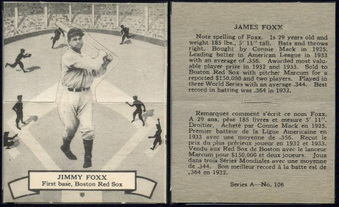 JIMMY FOXX
First base, Boston Red Sox
JAMES FOXX
Note spelling of Foxx. Is 29 years old and
weight 185 lbs., 5' 11" tall. Bats and throws
right. Bought by Connie Mack in 1925.
Leading batter in American League in 1933
with an average of .356. Awarded most valu-
able player prize in 1932 and 1933. Sold to
Boston Red Sox with pitcher Marcum for a
reported $150,000 and two players. Played in
three World Series with an average .344. Best
record in batting was .364 in 1932.
Remarquez comment s'écrit ce nom Foxx.
A 29 ans, pèse 185 livres et mesure 5' 11",
Droitier. Acheté par Connie Mack en 1925.
Premier batteur de la Ligue Americaine en
1933 avec une moyenne de .356. Reçut le
prix du plus précieux joueur en 1932 et 1933.
Vendu aux Red Sox de Boston avec le lanceur
Marcum pour $150,000 et deux joueurs. Joua
dans trois Séries Mondiales avec moyenne
de .344. Son meilleur record à la batte est
de .364 en 1932.
Series A—No. 106